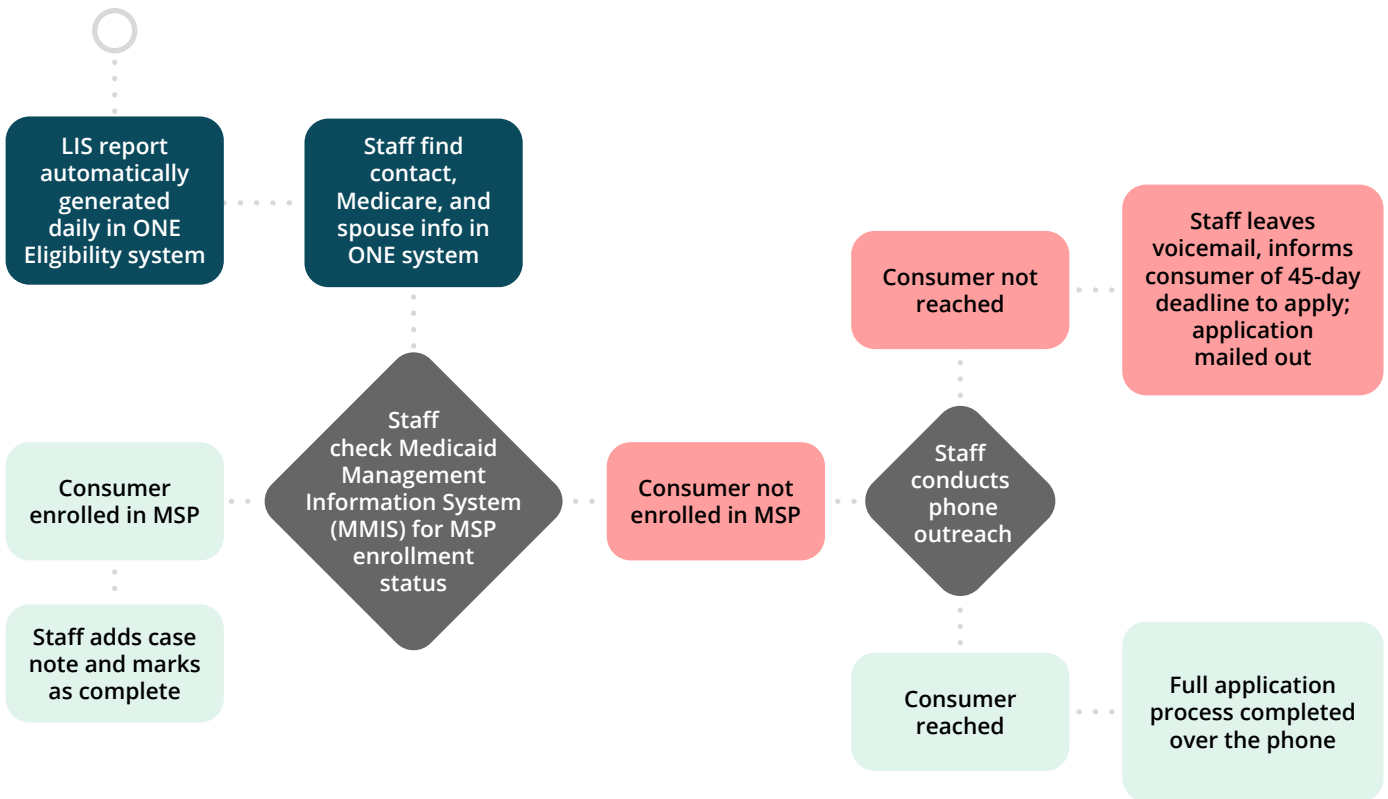 LIS report
automatically
generated
daily in ONE
Eligibility system
Staff find
contact,
Medicare, and
spouse info in
ONE system
Staff
check Medicaid
Management
Information System
(MMIS) for MSP
enrollment
status
Consumer
enrolled in MSP
Staff adds case
note and marks
as complete
Consumer not
enrolled in MSP
Staff
conducts
phone
outreach
Consumer not
reached
Staff leaves
voicemail, informs
consumer of 45-day
deadline to apply;
application
mailed out
Consumer
reached
Full application
process completed
over the phone